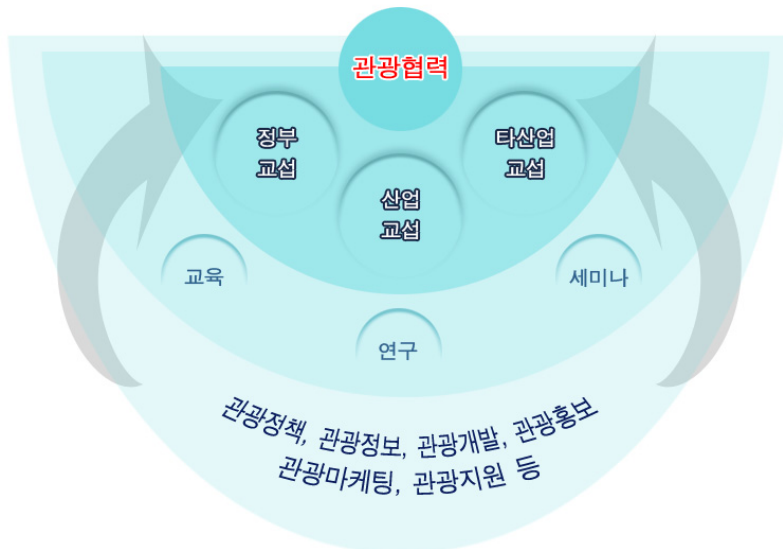 관광협력
정부
교섭
타산업
교섭
산업
교섭
교육
세미나
연구
관광정책, 관광정보, 관광개발, 관광홍보
관광마케팅, 관광지원 등